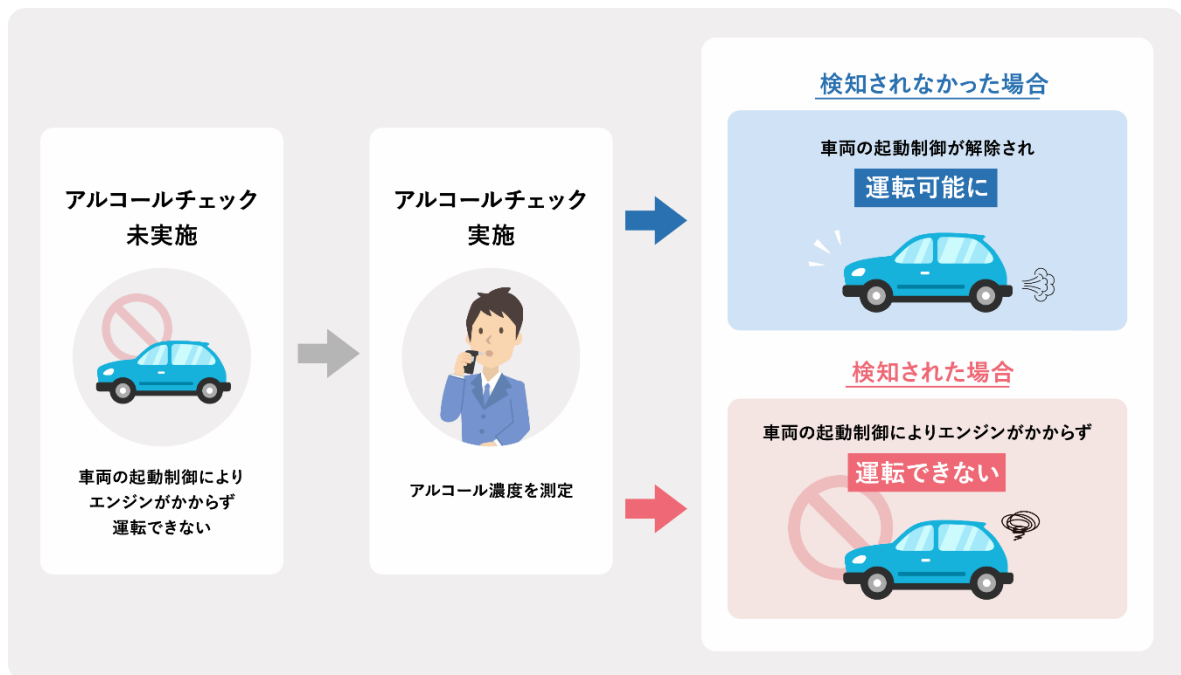 アルコールチェック
未実施
車両の起動制御により
エンジンがかからず
運転できない
アルコールチェック
実施
アルコール濃度を測定
検知されなかった場合
車両の起動制御が解除され
運転可能に
検知された場合
車両の起動制御によりエンジンがかからず
運転できない